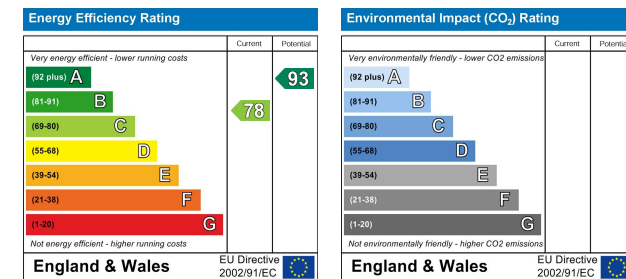 Energy Efficiency Rating
Current Potential
Very energy efficient - lower running costs
(92 plus) A
(81-91) B
(69-80) C
(55-68) D
(39-54) E
(21-38) F
(1-20) G
78
93
Not energy efficient - higher running costs
England & Wales
EU Directive
2002/91/EC
Environmental Impact (CO₂) Rating
Current Potential
Very environmentally friendly - lower CO2 emissions
(92 plus) A
(81-91) B
(69-80) C
(55-68) D
(39-54) E
(21-38) F
(1-20) G
Not environmentally friendly - higher CO2 emissions
England & Wales
EU Directive
2002/91/EC